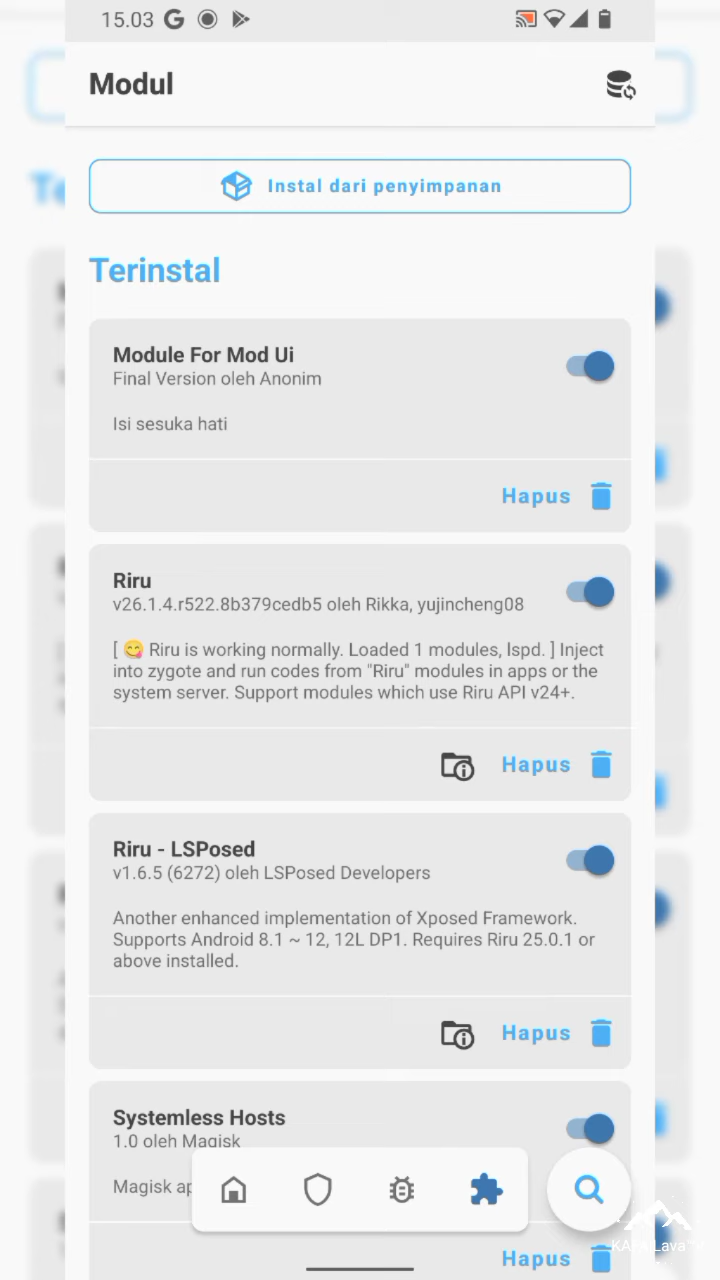 15.03
Modul
Instal dari penyimpanan
Terinstal
Module For Mod Ui
Final Version oleh Anonim
Isi sesuka hati
Hapus
Riru
v26.1.4.r522.8b379cedb5 oleh Rikka, yujincheng08
[ 😋 Riru is working normally. Loaded 1 modules, lspd. ] Inject
into zygote and run codes from "Riru" modules in apps or the
system server. Support modules which use Riru API v24+.
Hapus
Riru - LSPosed
v1.6.5 (6272) oleh LSPosed Developers
Another enhanced implementation of Xposed Framework.
Supports Android 8.1 ~ 12, 12L DP1. Requires Riru 25.0.1 or
above installed.
Hapus
Systemless Hosts
1.0 oleh Magisk
Magisk ap
Hapus